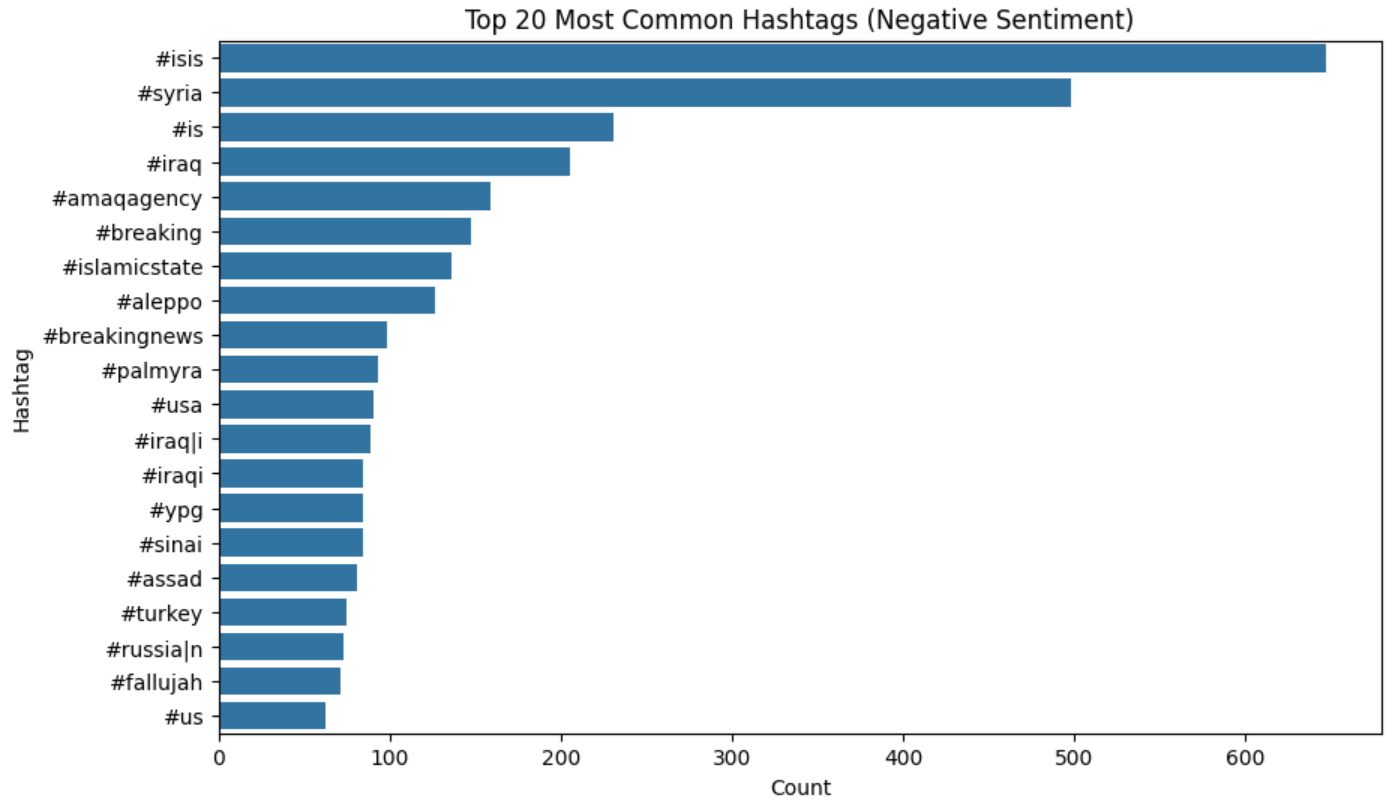 Top 20 Most Common Hashtags (Negative Sentiment)
#isis
#syria
#is
#iraq
#amaqagency
#breaking
#islamicstate
#aleppo
#breakingnews
#palmyra
#usa
#iraq|i
#iraqi
#ypg
#sinai
#assad
#turkey
#russia|n
#fallujah
#us
Hashtag
0 100 200 300 400 500 600
Count